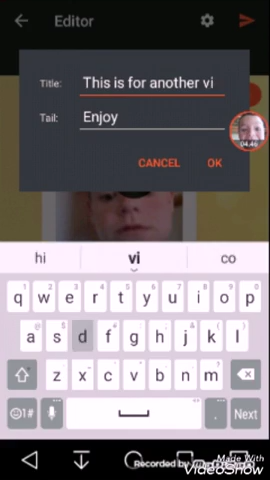 Editor
Title: This is for another vi
04:46
Tail: Enjoy
CANCEL OK
hi vi co
q w e r t y u i o p
a s d f g h j k l
z x c v b n m
1# . Next
Made With
Recorded by
VideoShow